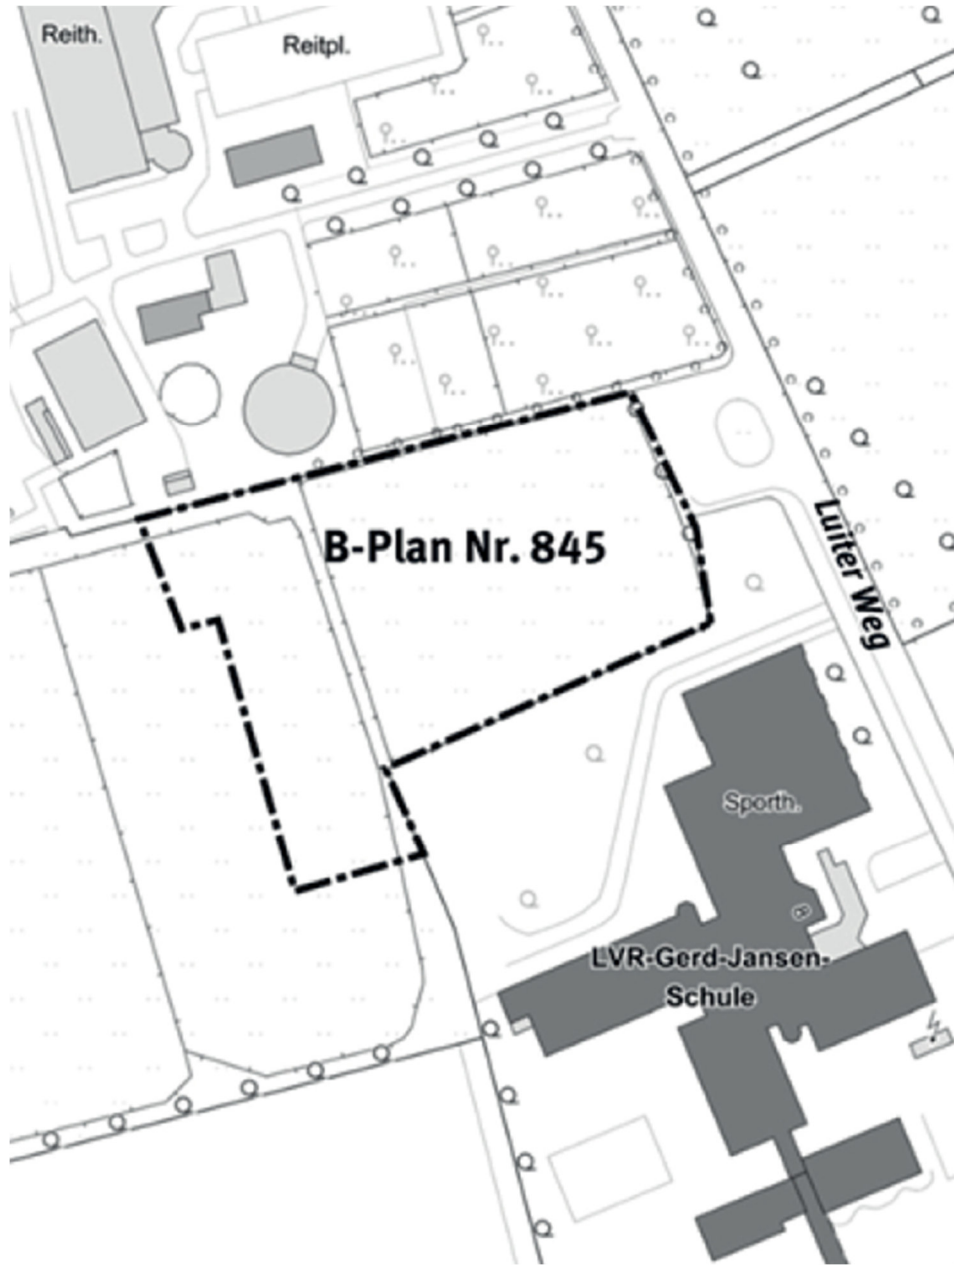 Reith.
Reitpl.
B-Plan Nr. 845
Luiter Weg
Sporth.
LVR-Gerd-Jansen-
Schule